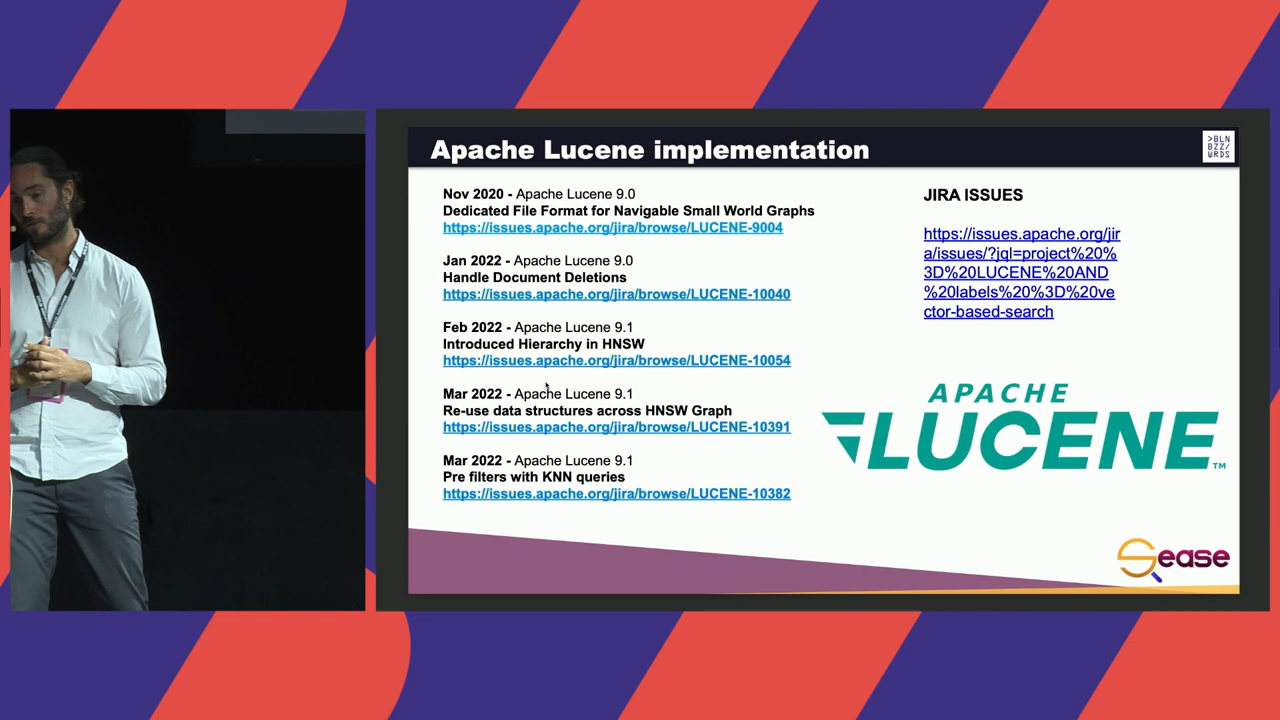 Apache Lucene implementation
>BLN
BZZ/
WRDS
Nov 2020 - Apache Lucene 9.0
Dedicated File Format for Navigable Small World Graphs
https://issues.apache.org/jira/browse/LUCENE-9004
Jan 2022 - Apache Lucene 9.0
Handle Document Deletions
https://issues.apache.org/jira/browse/LUCENE-10040
Feb 2022 - Apache Lucene 9.1
Introduced Hierarchy in HNSW
https://issues.apache.org/jira/browse/LUCENE-10054
Mar 2022 - Apache Lucene 9.1
Re-use data structures across HNSW Graph
https://issues.apache.org/jira/browse/LUCENE-10391
Mar 2022 - Apache Lucene 9.1
Pre filters with KNN queries
https://issues.apache.org/jira/browse/LUCENE-10382
JIRA ISSUES
https://issues.apache.org/jir
a/issues/?jql=project%20%
3D%20LUCENE%20AND
%20labels%20%3D%20ve
ctor-based-search
APACHE
LUCENE™
Sease